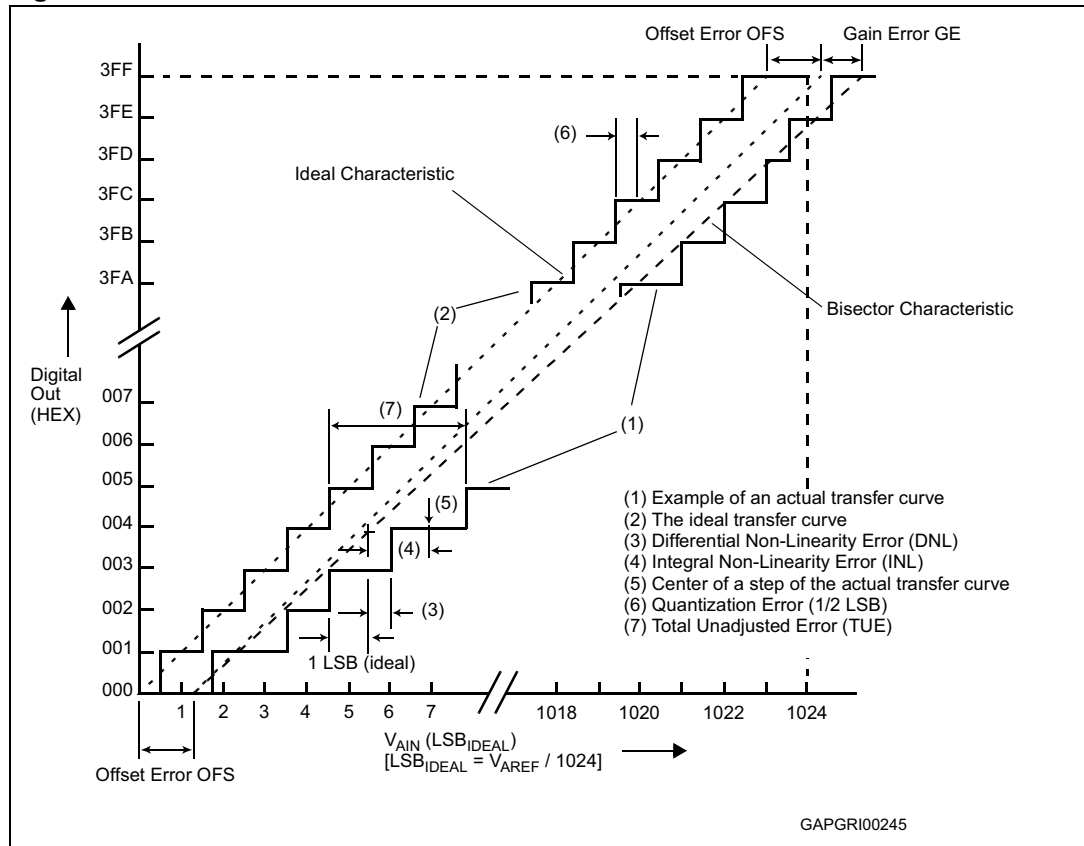 Offset Error OFS
Gain Error GE
3FF
3FE
3FD
3FC
3FB
3FA
(6)
Ideal Characteristic
(2)
Bisector Characteristic
Digital
Out
(HEX)
007
006
005
004
003
002
001
000
(7)
(1)
(5)
(4)
(3)
1 LSB (ideal)
(1) Example of an actual transfer curve
(2) The ideal transfer curve
(3) Differential Non-Linearity Error (DNL)
(4) Integral Non-Linearity Error (INL)
(5) Center of a step of the actual transfer curve
(6) Quantization Error (1/2 LSB)
(7) Total Unadjusted Error (TUE)
1 2 3 4 5 6 7 1018 1020 1022 1024
VAIN (LSBIDEAL)
[LSBIDEAL = VAREF / 1024]
Offset Error OFS
GAPGRI00245